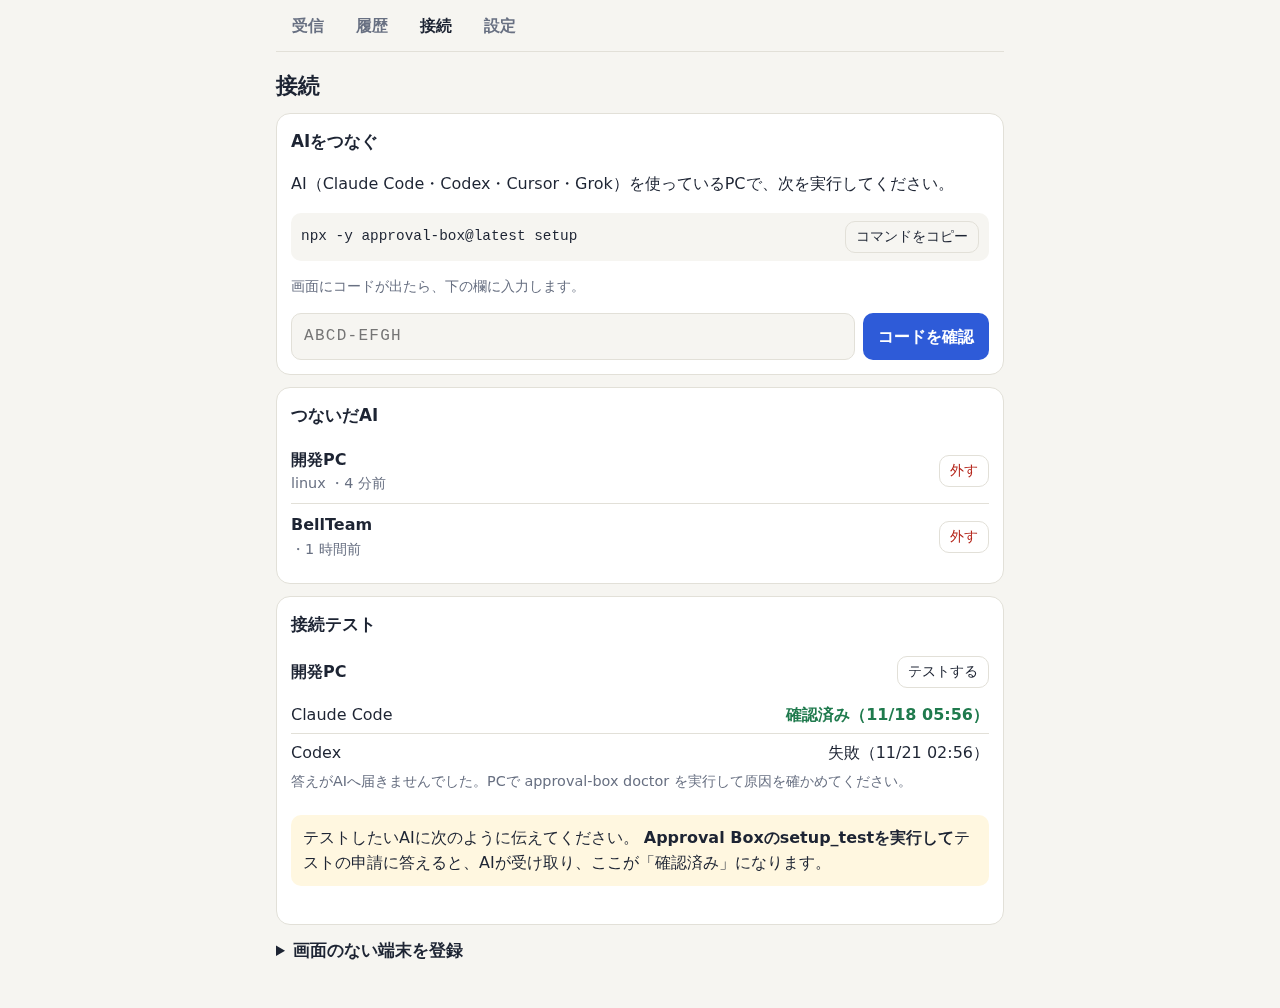 受信 履歴 接続 設定
接続
AIをつなぐ
AI（Claude Code・Codex・Cursor・Grok）を使っているPCで、次を実行してください。
npx -y approval-box@latest setup コマンドをコピー
画面にコードが出たら、下の欄に入力します。
ABCD-EFGH コードを確認
つないだAI
開発PC
linux ・4 分前 外す
BellTeam
・1 時間前 外す
接続テスト
開発PC テストする
Claude Code 確認済み（11/18 05:56）
Codex 失敗（11/21 02:56）
答えがAIへ届きませんでした。PCで approval-box doctor を実行して原因を確かめてください。
テストしたいAIに次のように伝えてください。 Approval Boxのsetup_testを実行してテ
ストの申請に答えると、AIが受け取り、ここが「確認済み」になります。
▶ 画面のない端末を登録